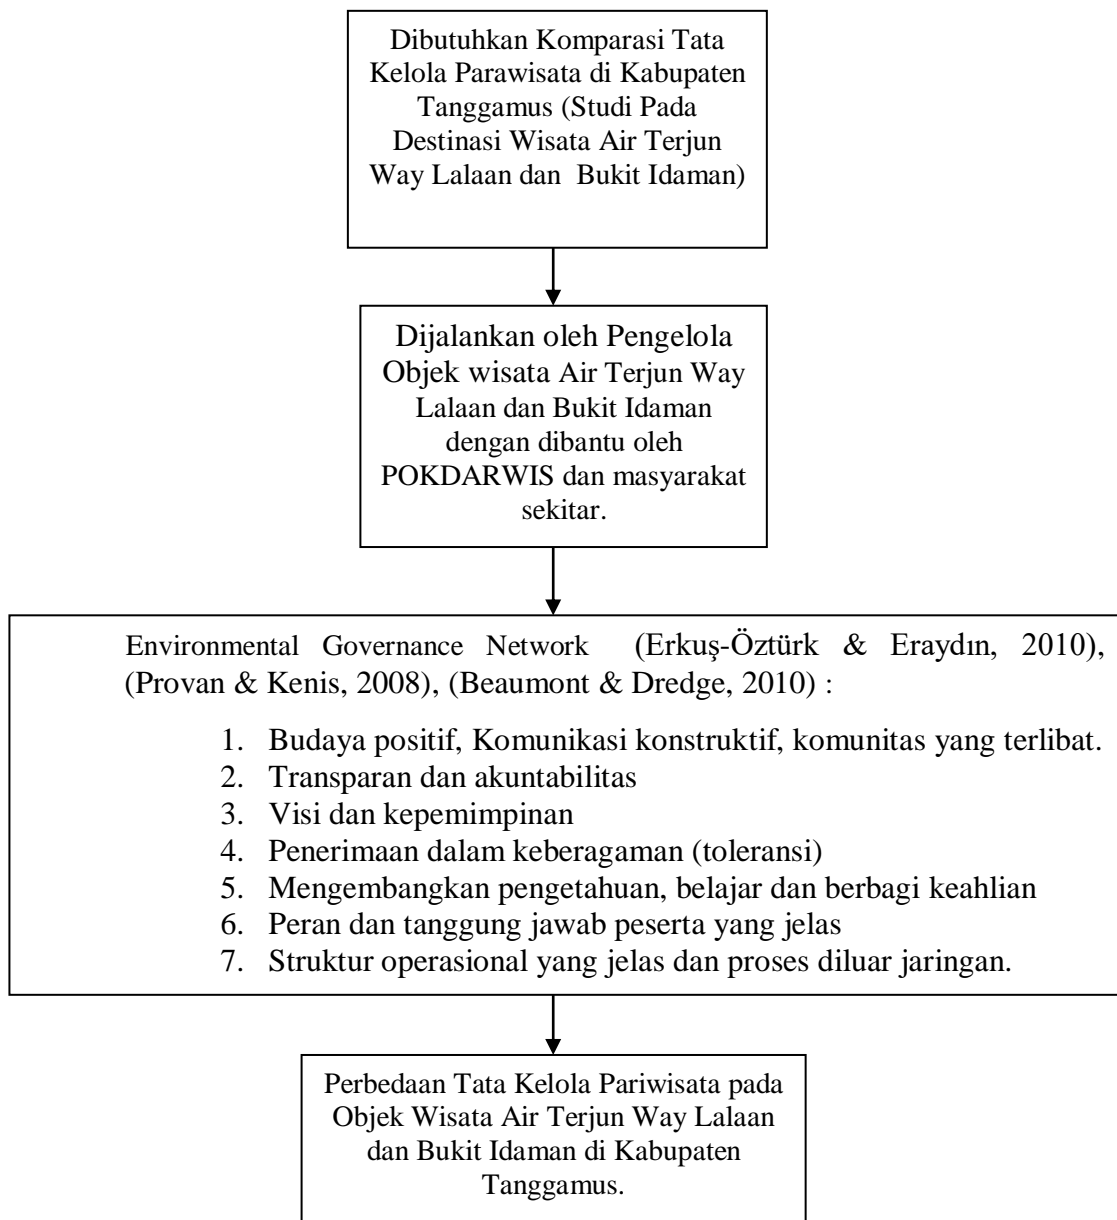 Dibutuhkan Komparasi Tata
Kelola Parawisata di Kabupaten
Tanggamus (Studi Pada
Destinasi Wisata Air Terjun
Way Lalaan dan Bukit Idaman)
Dijalankan oleh Pengelola
Objek wisata Air Terjun Way
Lalaan dan Bukit Idaman
dengan dibantu oleh
POKDARWIS dan masyarakat
sekitar.
Environmental Governance Network (Erkuş-Öztürk & Eraydın, 2010),
(Provan & Kenis, 2008), (Beaumont & Dredge, 2010) :
1. Budaya positif, Komunikasi konstruktif, komunitas yang terlibat.
2. Transparan dan akuntabilitas
3. Visi dan kepemimpinan
4. Penerimaan dalam keberagaman (toleransi)
5. Mengembangkan pengetahuan, belajar dan berbagi keahlian
6. Peran dan tanggung jawab peserta yang jelas
7. Struktur operasional yang jelas dan proses diluar jaringan.
Perbedaan Tata Kelola Pariwisata pada
Objek Wisata Air Terjun Way Lalaan
dan Bukit Idaman di Kabupaten
Tanggamus.